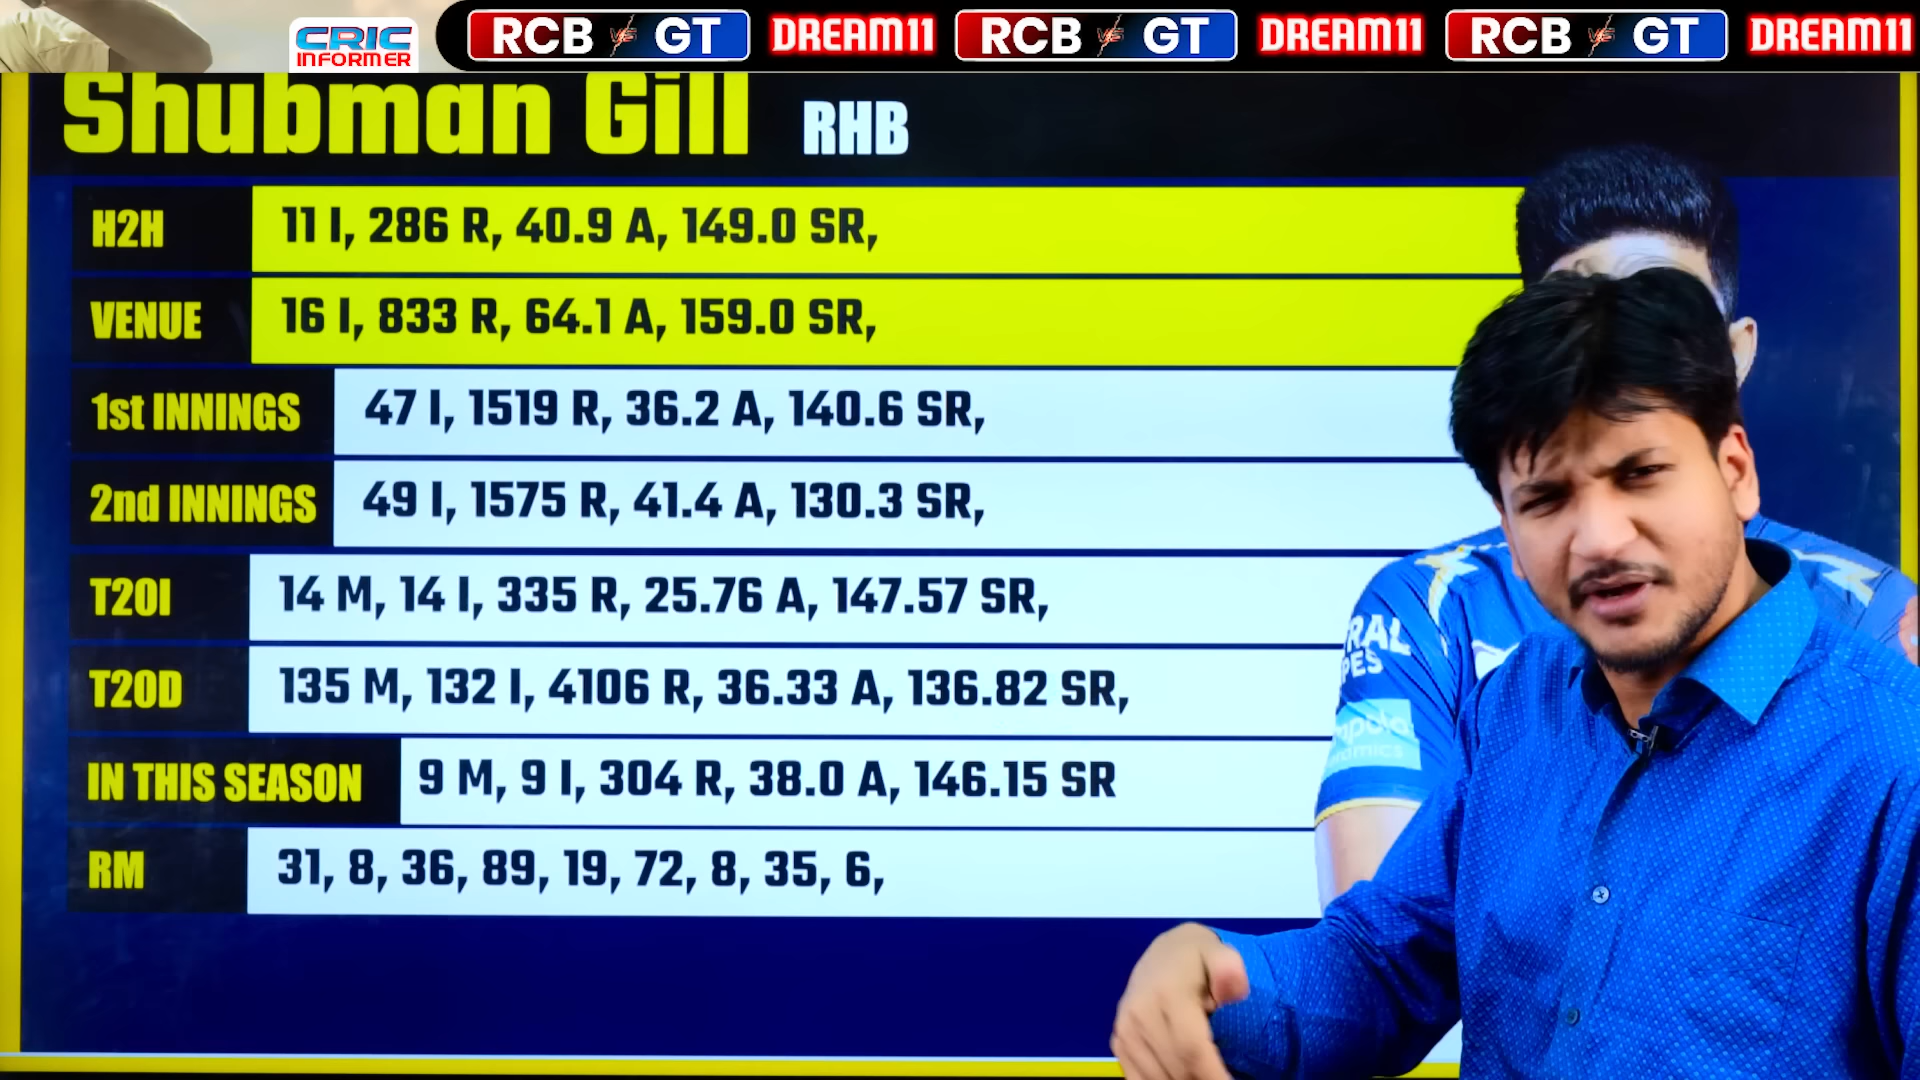 CRIC
INFORMER
RCB VS GT DREAM11 RCB VS GT DREAM11 RCB VS GT DREAM11
Shubman Gill RHB
H2H 11 I, 286 R, 40.9 A, 149.0 SR,
VENUE 16 I, 833 R, 64.1 A, 159.0 SR,
1st INNINGS 47 I, 1519 R, 36.2 A, 140.6 SR,
2nd INNINGS 49 I, 1575 R, 41.4 A, 130.3 SR,
T20I 14 M, 14 I, 335 R, 25.76 A, 147.57 SR,
T20D 135 M, 132 I, 4106 R, 36.33 A, 136.82 SR,
IN THIS SEASON 9 M, 9 I, 304 R, 38.0 A, 146.15 SR
RM 31, 8, 36, 89, 19, 72, 8, 35, 6,